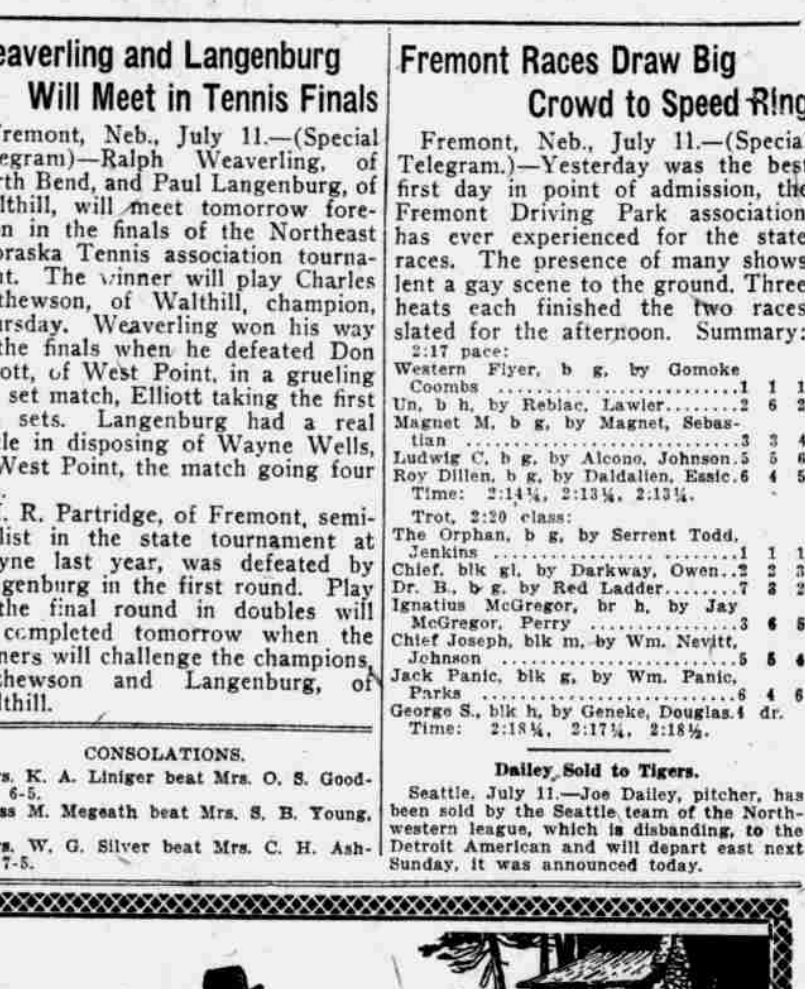 eaverling and Langenburg
Will Meet in Tennis Finals
remont, Neb., July 11.—(Special
egram)—Ralph Weaverling, of
rth Bend, and Paul Langenburg, of
lthill, will meet tomorrow fore-
n in the finals of the Northeast
braska Tennis association tourna-
nt. The winner will play Charles
thewson, of Walthill, champion,
ursday. Weaverling won his way
the finals when he defeated Don
ott, of West Point, in a grueling
set match, Elliott taking the first
sets. Langenburg had a real
le in disposing of Wayne Wells,
West Point, the match going four
. R. Partridge, of Fremont, semi-
list in the state tournament at
yne last year, was defeated by
genburg in the first round. Play
the final round in doubles will
completed tomorrow when the
ners will challenge the champions,
hewson and Langenburg, of
lthill.
CONSOLATIONS.
s. K. A. Liniger beat Mrs. O. S. Good-
6-5.
ss M. Megeath beat Mrs. S. B. Young,
s. W. G. Silver beat Mrs. C. H. Ash-
7-5.
Fremont Races Draw Big
Crowd to Speed Ring
Fremont, Neb., July 11.—(Specia
Telegram.)—Yesterday was the best
first day in point of admission, the
Fremont Driving Park association
has ever experienced for the state
races. The presence of many shows
lent a gay scene to the ground. Three
heats each finished the two races
slated for the afternoon. Summary:
2:17 pace:
Western Flyer, b g, by Gomoke
Coombs ........................1 1 1
Un, b h, by Reblac, Lawler........2 6 2
Magnet M, b g, by Magnet, Sebas-
tian ...........................3 3 4
Ludwig C, b g, by Alcono, Johnson.5 5 6
Roy Dillen, b g, by Daldalien, Essic.6 4 5
Time: 2:14¼, 2:13¼, 2:13¼.
Trot, 2:20 class:
The Orphan, b g, by Serrent Todd,
Jenkins ........................1 1 1
Chief, blk gl, by Darkway, Owen..2 2 3
Dr. B., b g, by Red Ladder........7 3 2
Ignatius McGregor, br h, by Jay
McGregor, Perry ................3 6 5
Chief Joseph, blk m, by Wm. Nevitt,
Johnson ........................5 5 4
Jack Panic, blk g, by Wm. Panic,
Parks ..........................6 4 6
George S., blk h, by Geneke, Douglas.4 dr.
Time: 2:18¼, 2:17¼, 2:18½.
Dailey Sold to Tigers.
Seattle, July 11.—Joe Dailey, pitcher, has
been sold by the Seattle team of the North-
western league, which is disbanding, to the
Detroit American and will depart east next
Sunday, it was announced today.